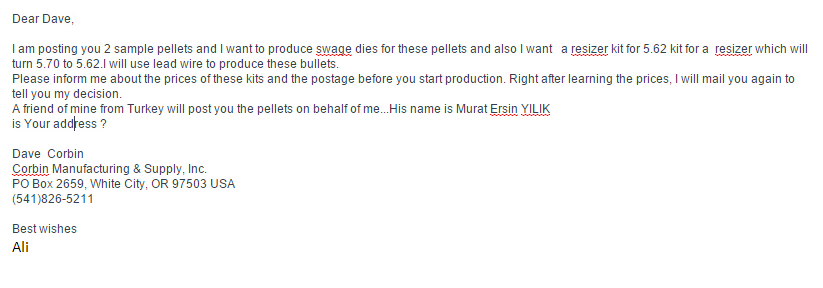 Dear Dave,
I am posting you 2 sample pellets and I want to produce swage dies for these pellets and also I want a resizer kit for 5.62 kit for a resizer which will
turn 5.70 to 5.62.I will use lead wire to produce these bullets.
Please inform me about the prices of these kits and the postage before you start production. Right after learning the prices, I will mail you again to
tell you my decision.
A friend of mine from Turkey will post you the pellets on behalf of me...His name is Murat Ersin YILIK
is Your address ?
Dave Corbin
Corbin Manufacturing & Supply, Inc.
PO Box 2659, White City, OR 97503 USA
(541)826-5211
Best wishes
Ali